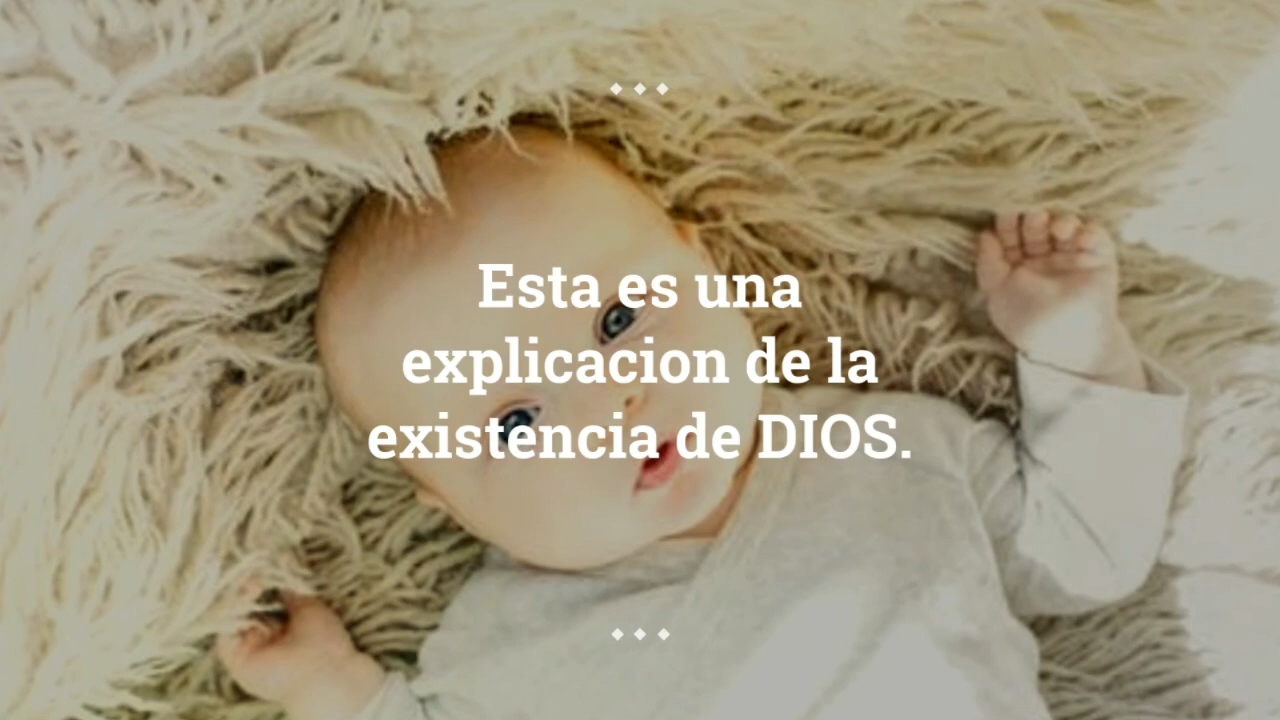 Esta es una
explicacion de la
existencia de DIOS.